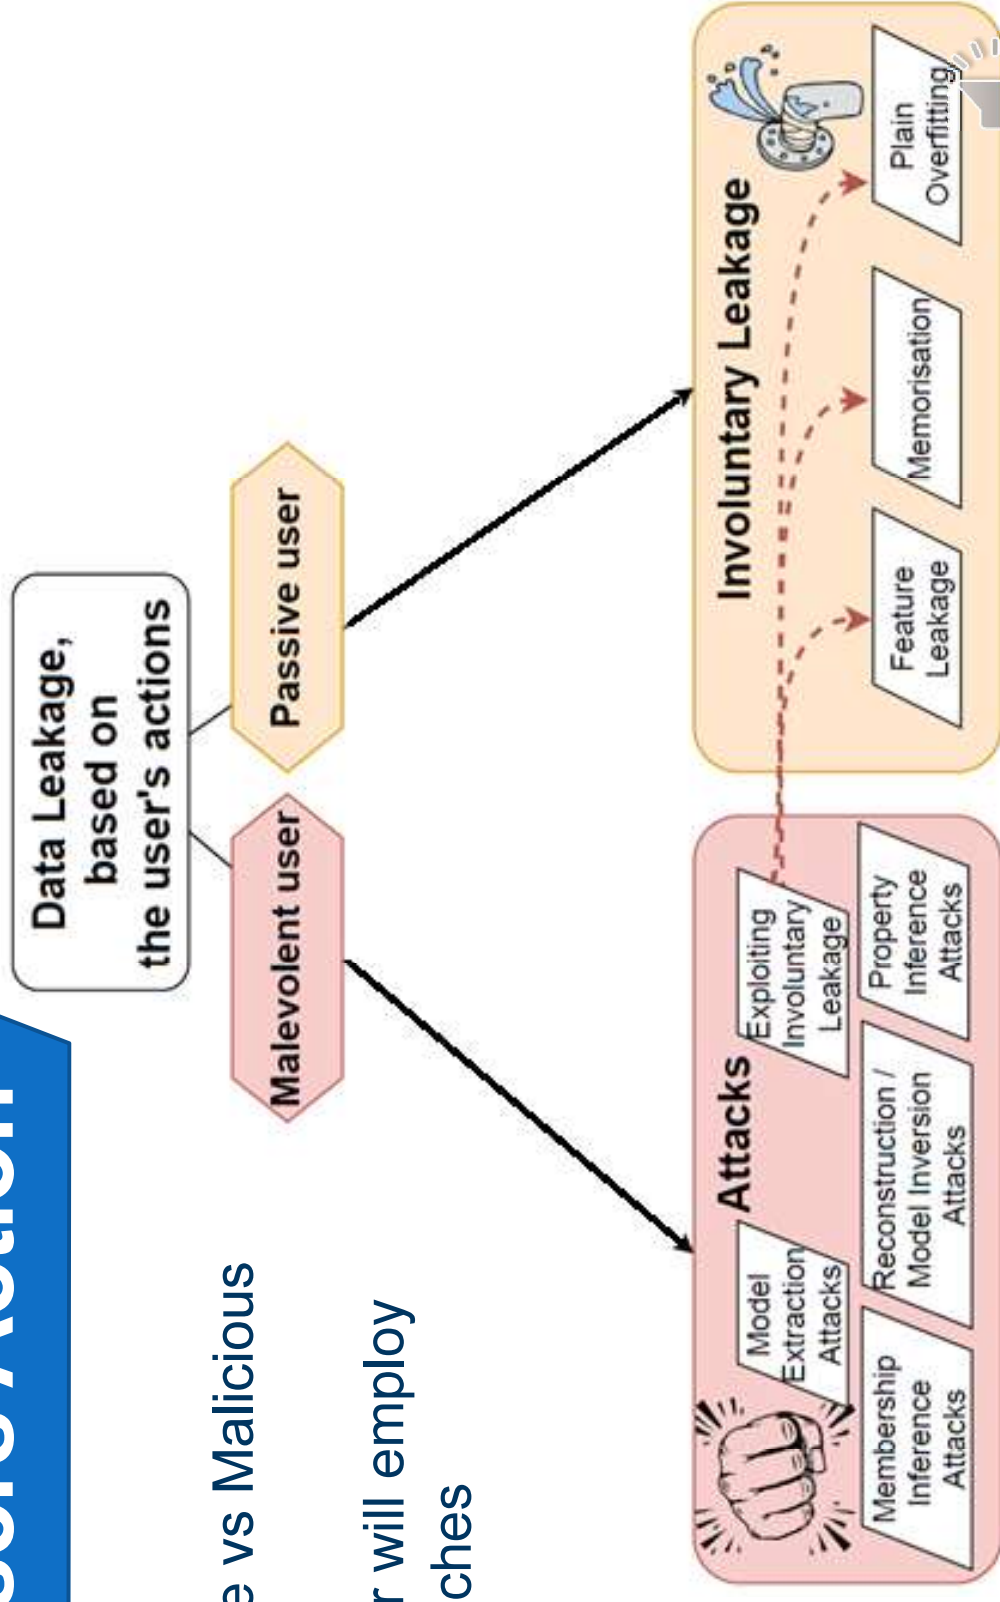 Action
vs Malicious
will employ
Data Leakage,
based on
the user's actions
Malevolent user
Passive user
Attacks
Model
Extraction
Attacks
Exploiting
Involuntary
Leakage
Membership
Inference
Attacks
Reconstruction /
Model Inversion
Attacks
Property
Inference
Attacks
Involuntary Leakage
Feature
Leakage
Memorisation
Plain
Overfitting